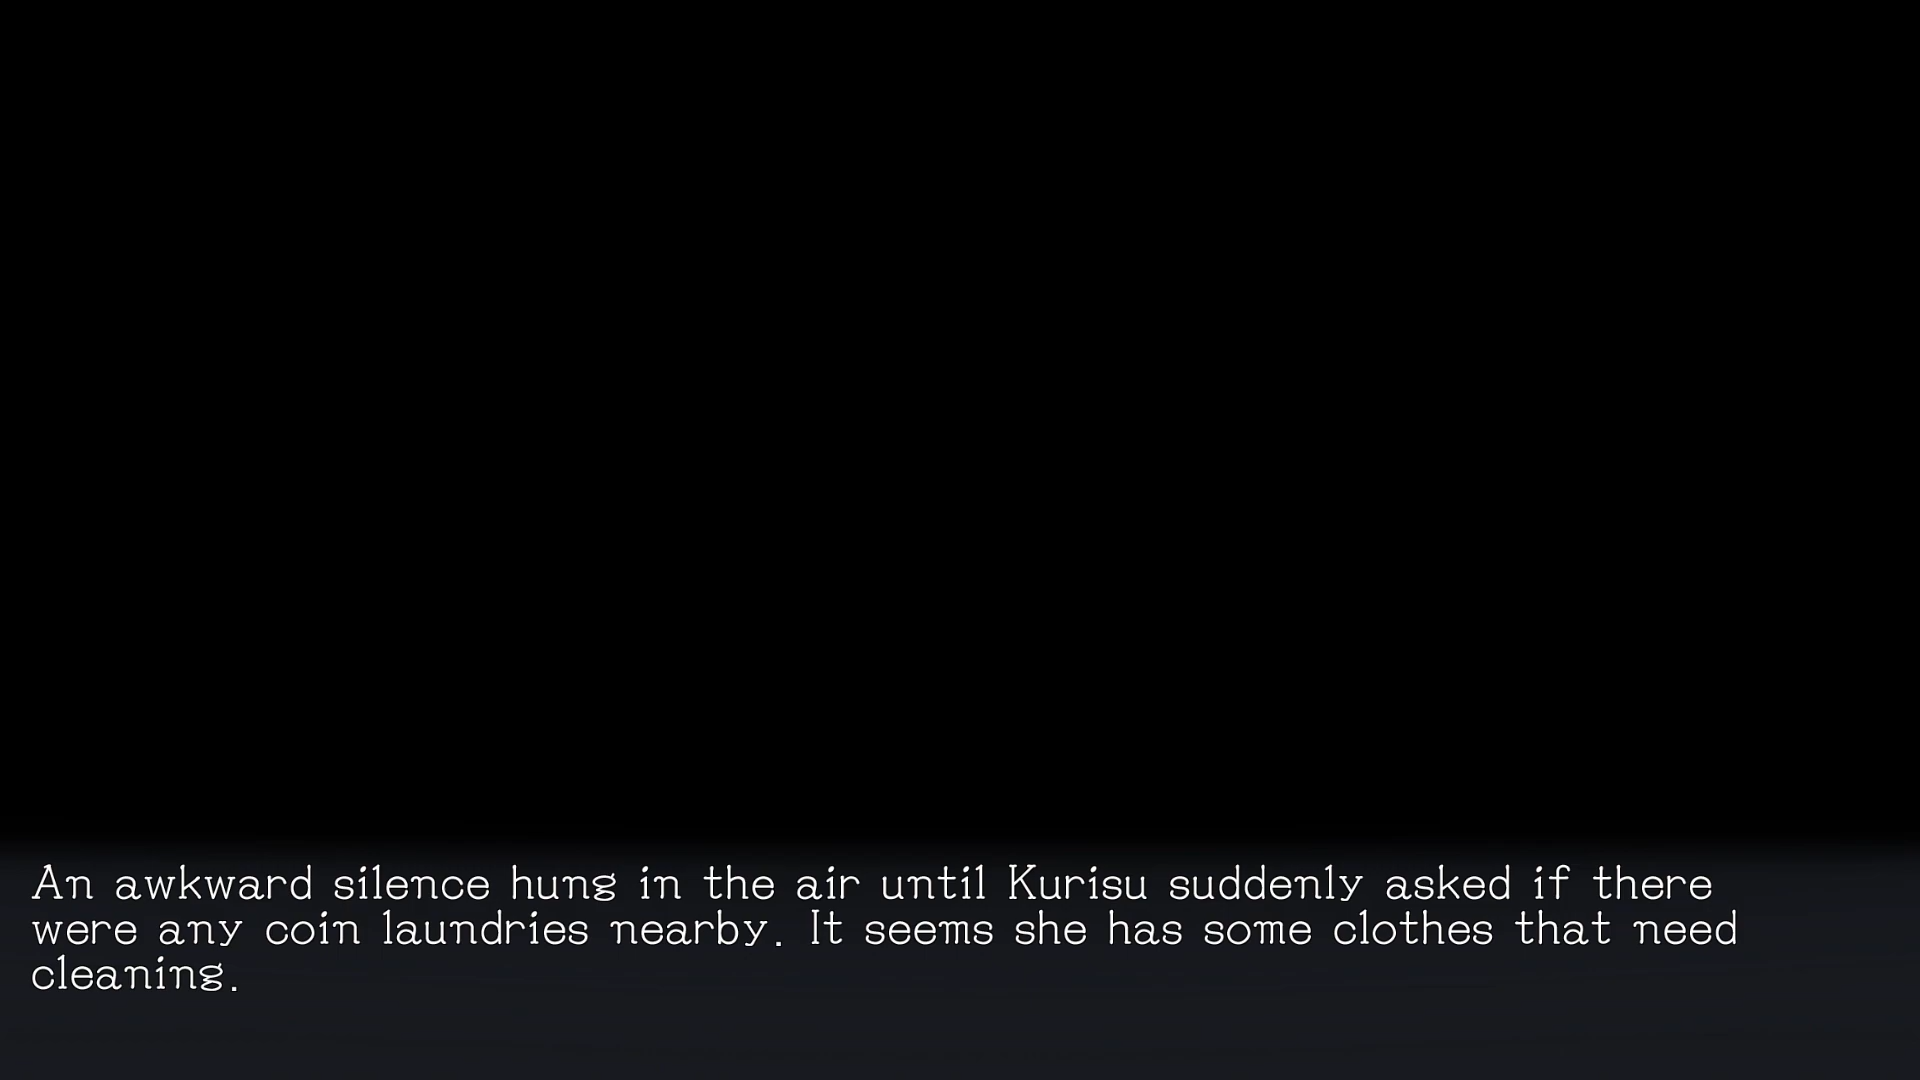 An awkward silence hung in the air until Kurisu suddenly asked if there
were any coin laundries nearby. It seems she has some clothes that need
cleaning.